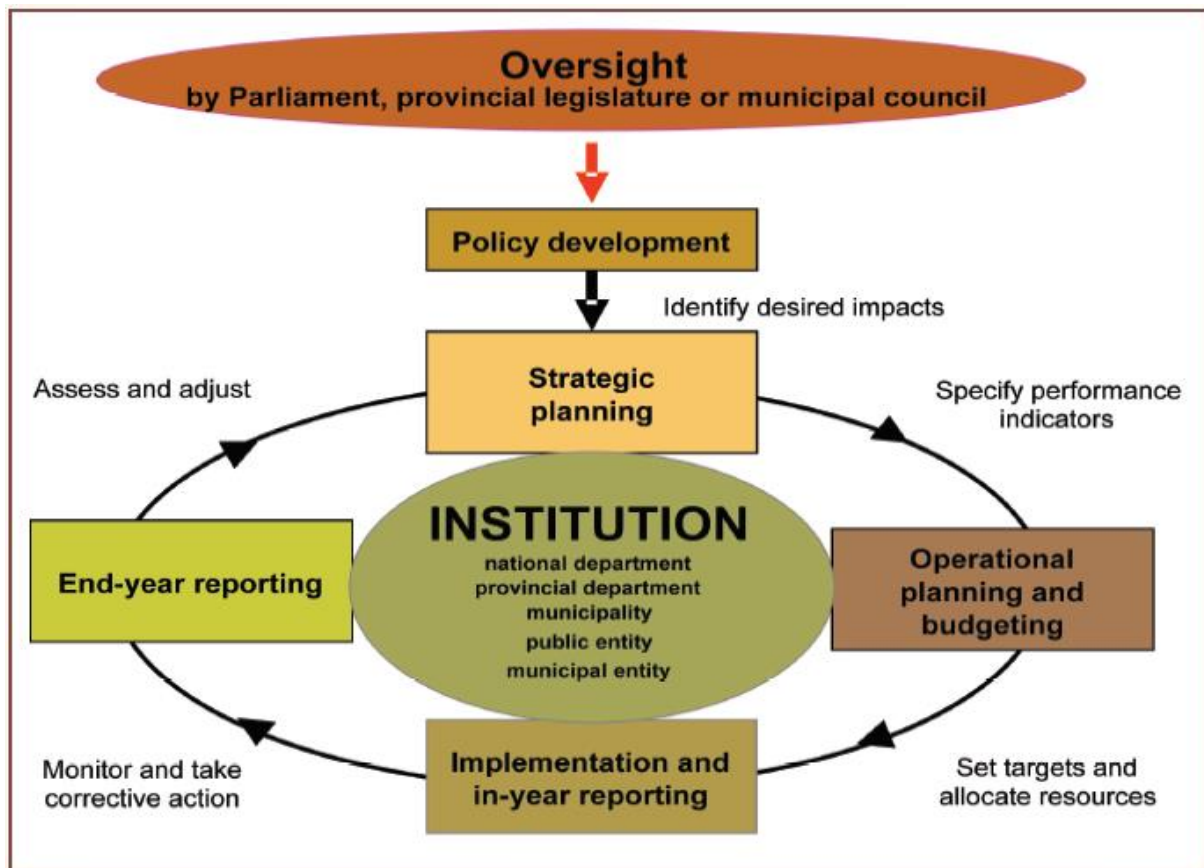 Oversight
by Parliament, provincial legislature or municipal council
Policy development
Identify desired impacts
Strategic
planning
Assess and adjust
Specify performance
indicators
INSTITUTION
national department
provincial department
municipality
public entity
municipal entity
End-year reporting
Operational
planning and
budgeting
Implementation and
in-year reporting
Monitor and take
corrective action
Set targets and
allocate resources